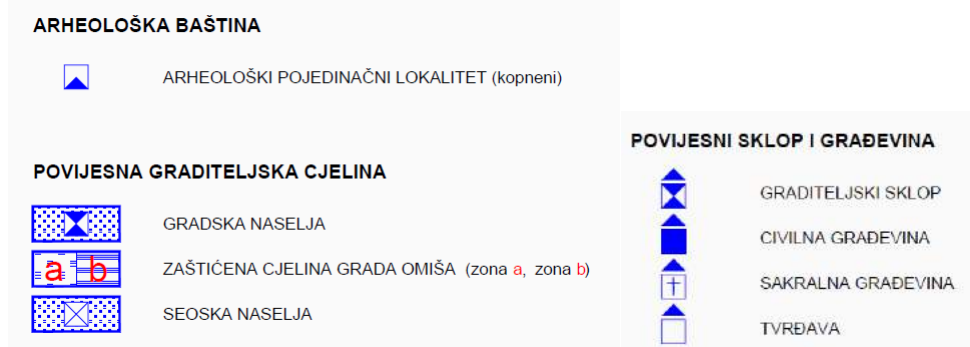 ARHEOLOŠKA BAŠTINA
ARHEOLOŠKI POJEDINAČNI LOKALITET (kopneni)
POVIJESNA GRADITELJSKA CJELINA
GRADSKA NASELJA
a b
ZAŠTIĆENA CJELINA GRADA OMIŠA (zona a, zona b)
SEOSKA NASELJA
POVIJESNI SKLOP I GRAĐEVINA
GRADITELJSKI SKLOP
CIVILNA GRAĐEVINA
SAKRALNA GRAĐEVINA
TVRĐAVA